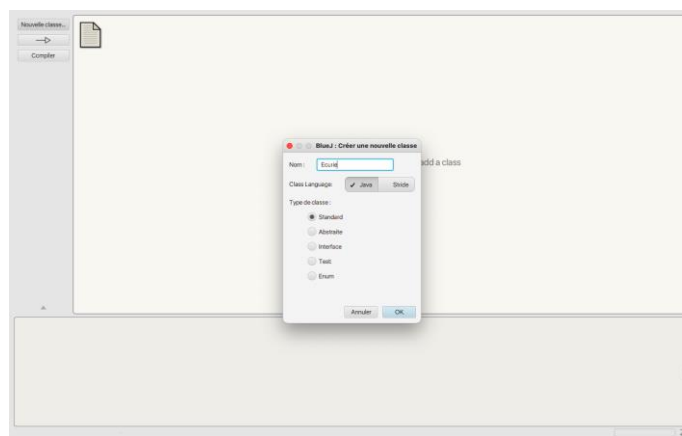 Nouvelle classe...
Compiler
BlueJ : Créer une nouvelle classe
add a class
Nom :
Ecurie
Class Language
Java
Stride
Type de classe :
Standard
Abstraite
Interface
Test
Enum
Annuler
OK